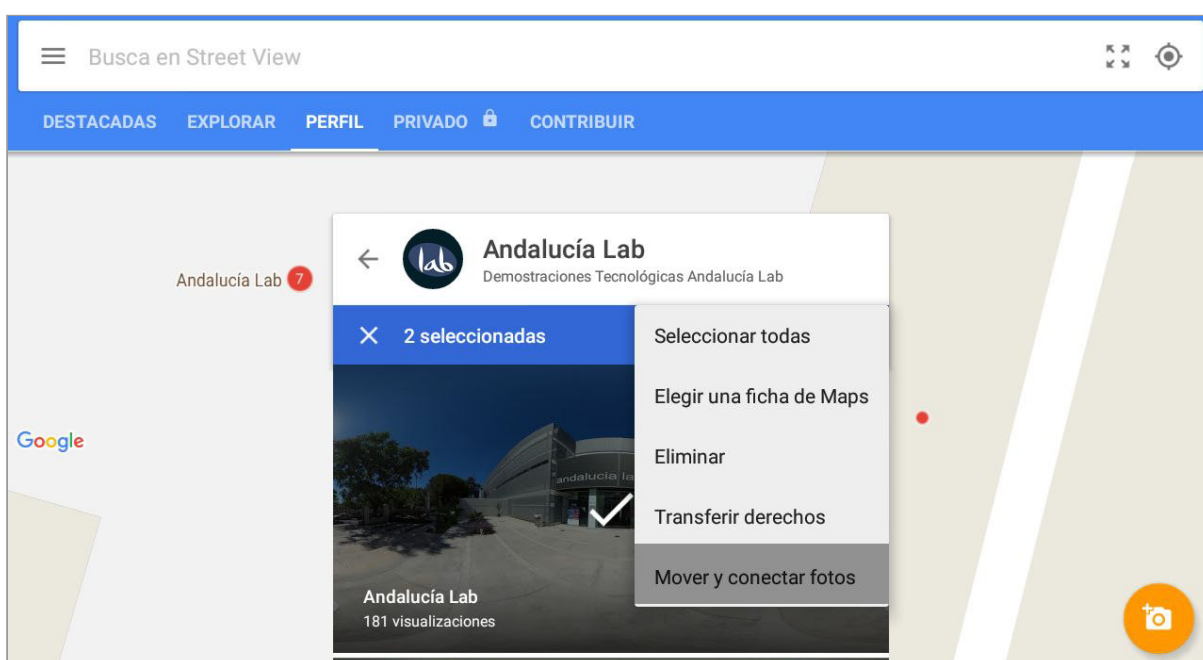 Busca en Street View
DESTACADAS EXPLORAR PERFIL PRIVADO CONTRIBUIR
Andalucía Lab
lab
Demostraciones Tecnológicas Andalucía Lab
Andalucía Lab 7
2 seleccionadas
Seleccionar todas
Elegir una ficha de Maps
Google
Eliminar
andalucia la
Transferir derechos
Mover y conectar fotos
Andalucía Lab
181 visualizaciones